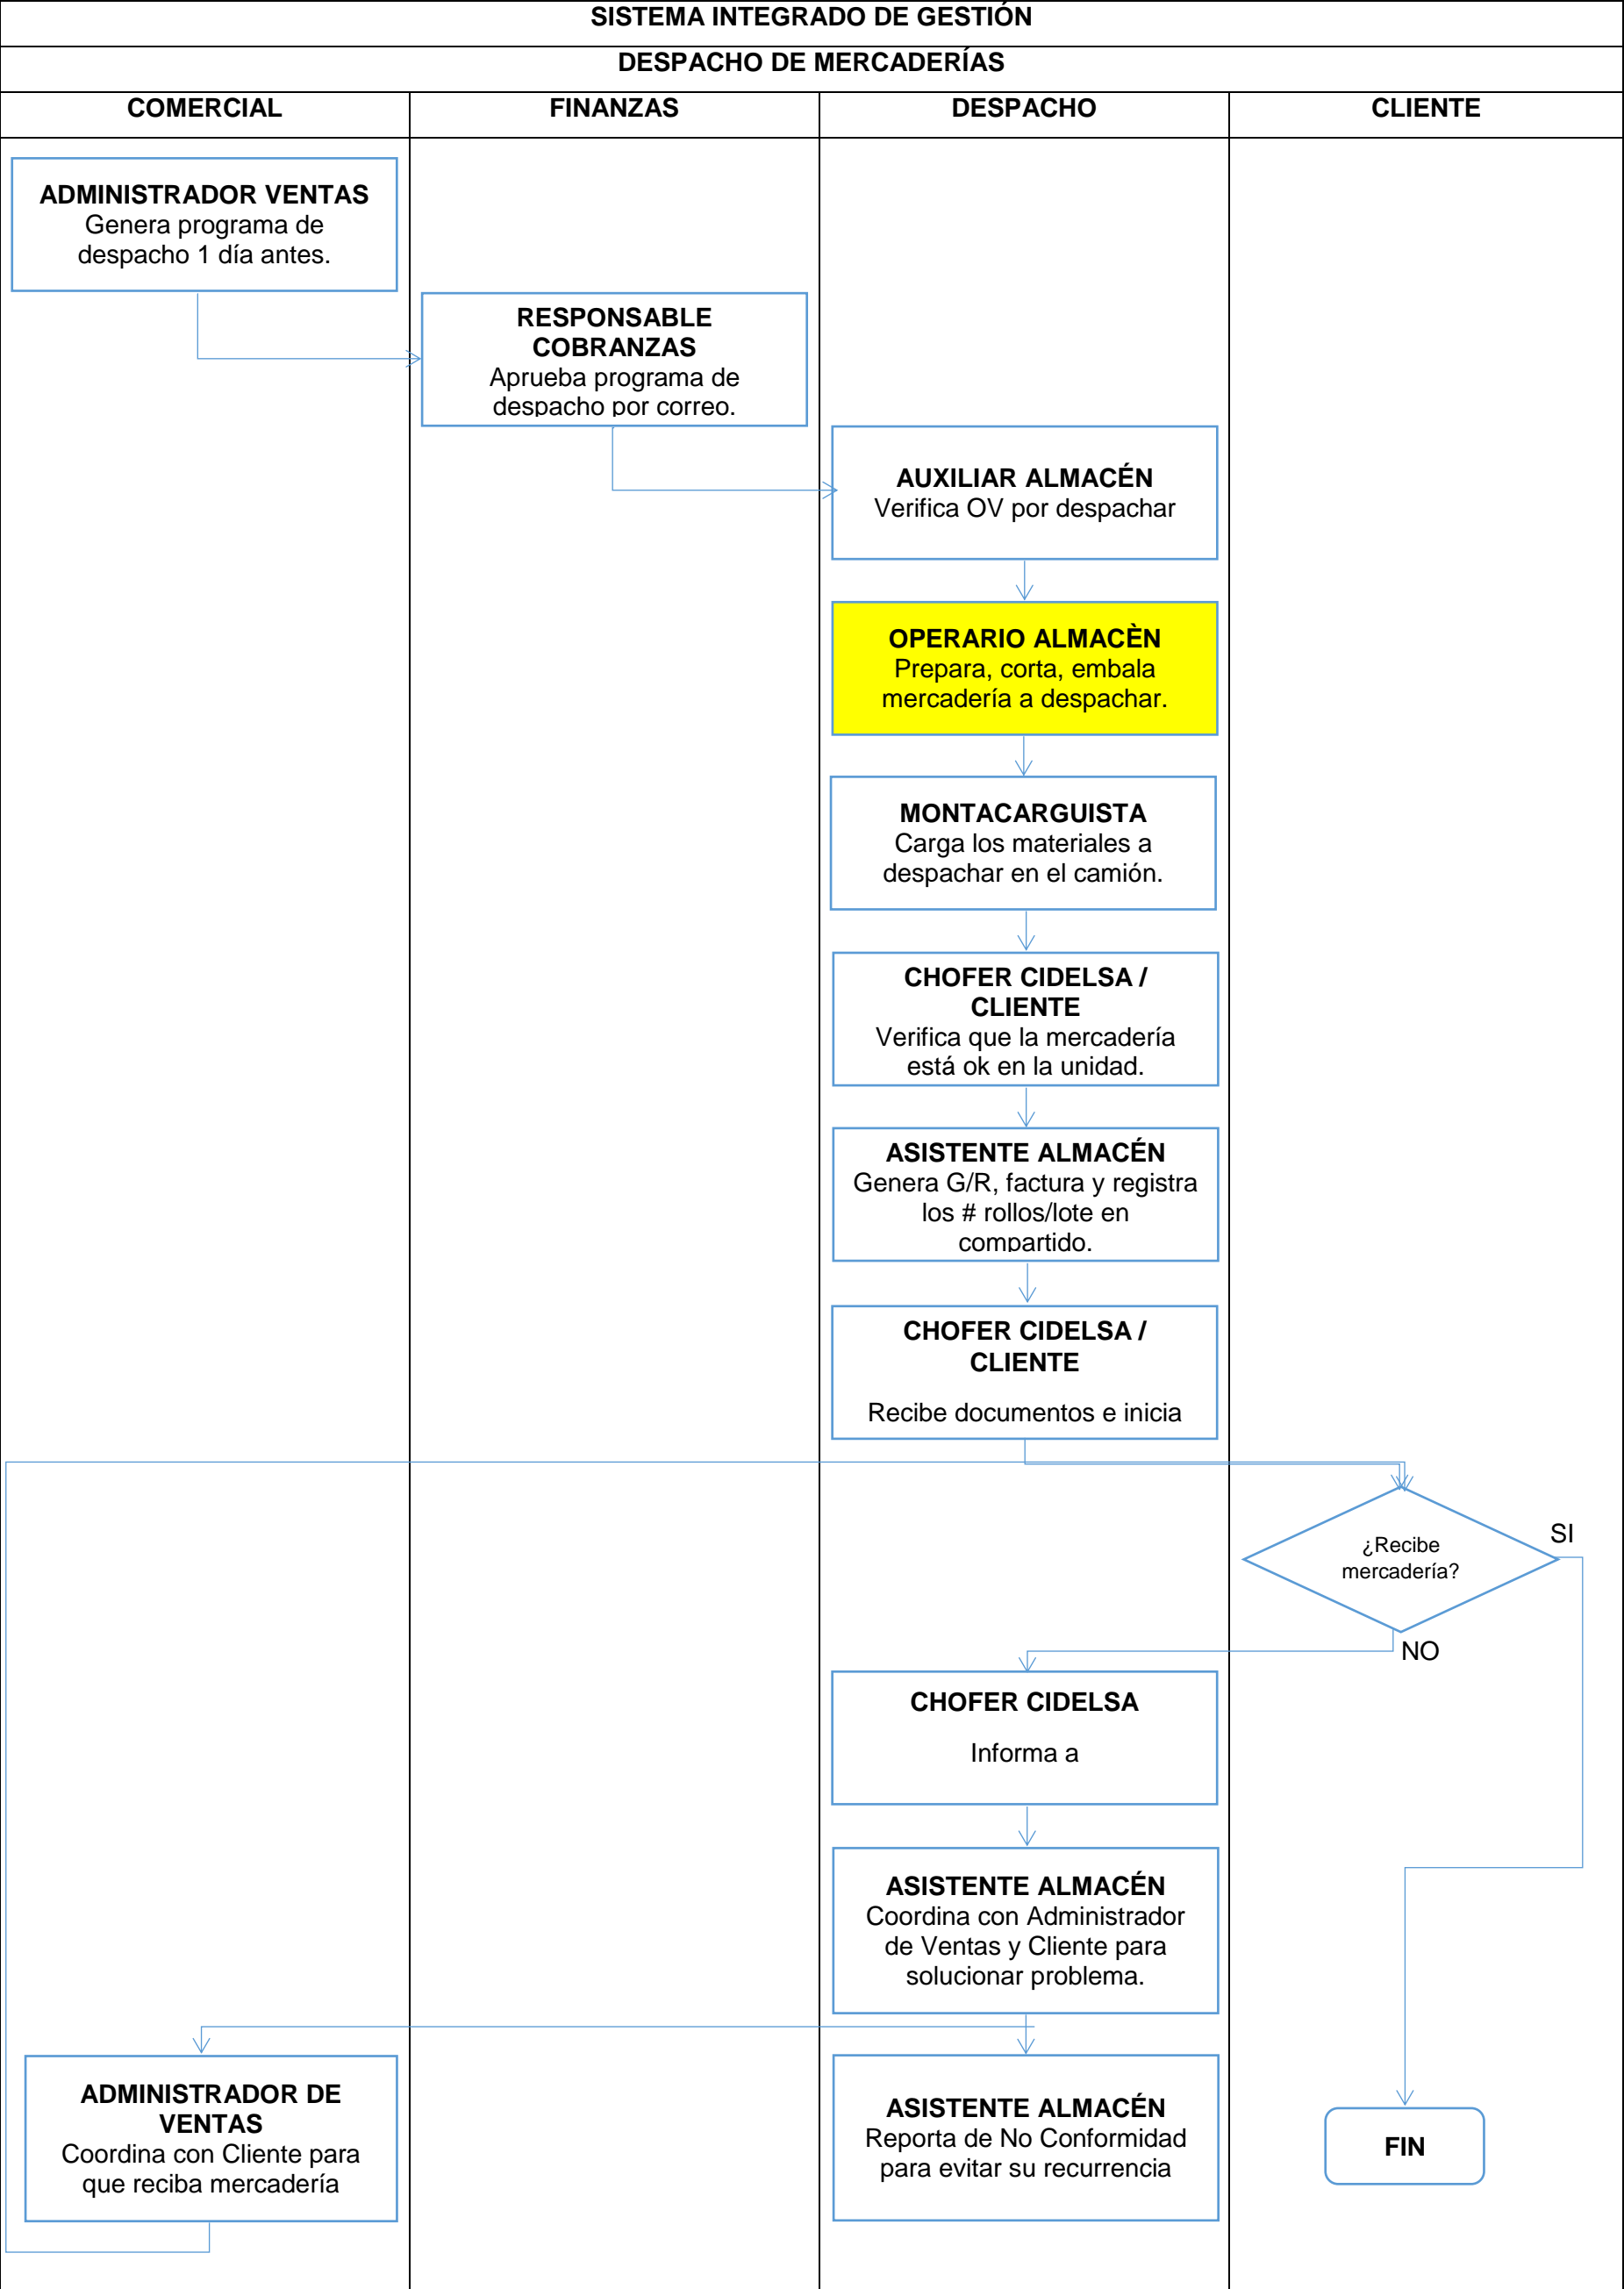 SISTEMA INTEGRADO DE GESTIÓN
DESPACHO DE MERCADERÍAS
COMERCIAL
FINANZAS
DESPACHO
CLIENTE
ADMINISTRADOR VENTAS
Genera programa de
despacho 1 día antes.
RESPONSABLE
COBRANZAS
Aprueba programa de
despacho por correo.
AUXILIAR ALMACÉN
Verifica OV por despachar
OPERARIO ALMACÈN
Prepara, corta, embala
mercadería a despachar.
MONTACARGUISTA
Carga los materiales a
despachar en el camión.
CHOFER CIDELSA /
CLIENTE
Verifica que la mercadería
está ok en la unidad.
ASISTENTE ALMACÉN
Genera G/R, factura y registra
los # rollos/lote en
compartido.
CHOFER CIDELSA /
CLIENTE
Recibe documentos e inicia
¿Recibe
mercadería?
SI
NO
CHOFER CIDELSA
Informa a
ASISTENTE ALMACÉN
Coordina con Administrador
de Ventas y Cliente para
solucionar problema.
ADMINISTRADOR DE
VENTAS
Coordina con Cliente para
que reciba mercadería
ASISTENTE ALMACÉN
Reporta de No Conformidad
para evitar su recurrencia
FIN